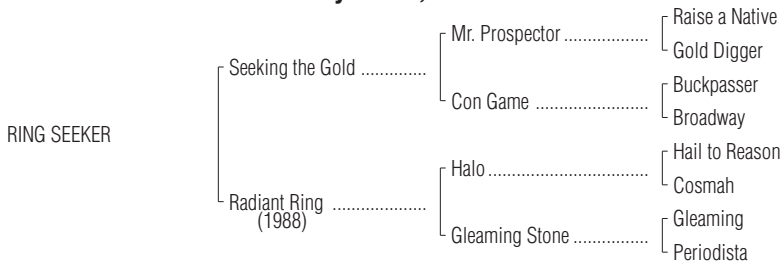 Raise a Native
Mr. Prospector ..................
Gold Digger
Seeking the Gold ..............
Buckpasser
Con Game ........................
Broadway
RING SEEKER
Hail to Reason
Halo..................................
Cosmah
Radiant Ring ....................
(1988)
Gleaming
Gleaming Stone ................
Periodista